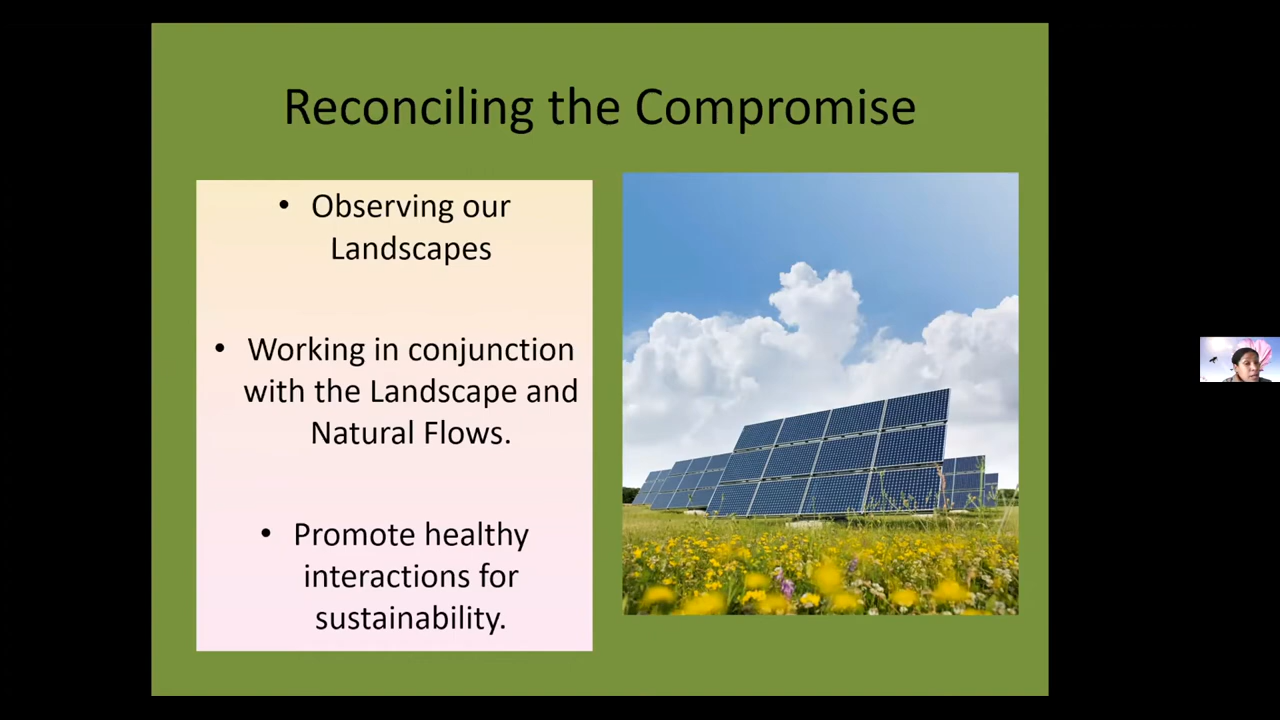 Reconciling the Compromise
• Observing our
Landscapes
• Working in conjunction
with the Landscape and
Natural Flows.
• Promote healthy
interactions for
sustainability.